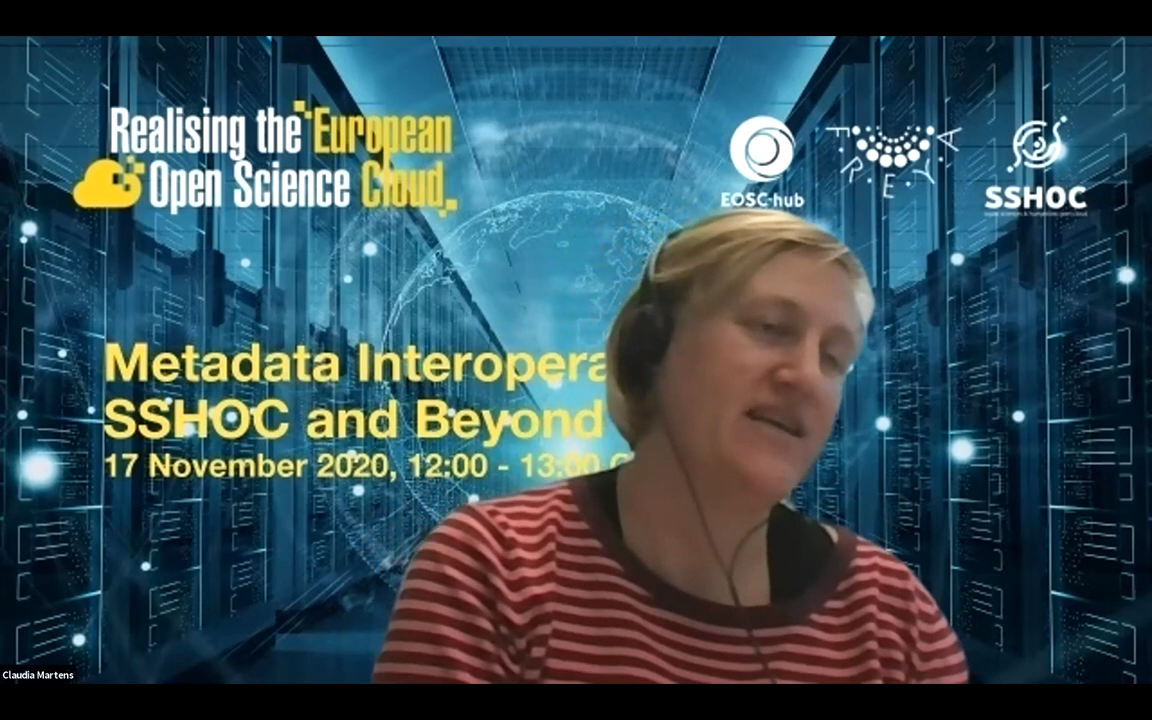 Realising the European
Open Science Cloud
EOSC-hub
FREYA
SSHOC
Metadata Interopera
SSHOC and Beyond
17 November 2020, 12:00 - 13:00
Claudia Martens